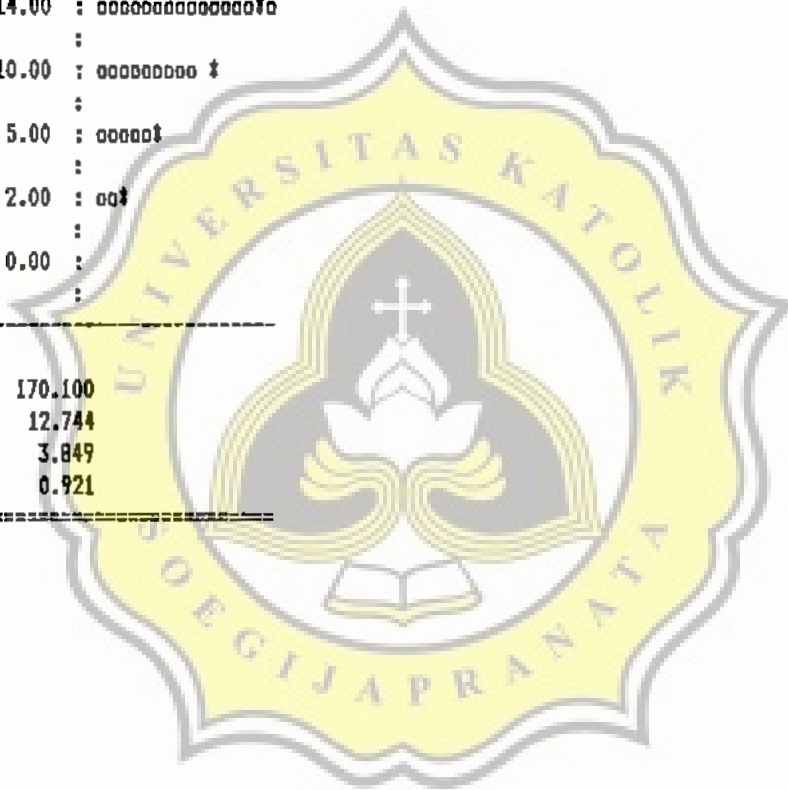 14.00 : ooooooooooooooo*o
:
10.00 : ooooooooo *
:
5.00 : ooooo*
:
2.00 : oo*
:
0.00 :
:
------------------------
170.100
12.744
3.849
0.921
========================
UNIVERSITAS KATOLIK
SOEGIJAPRANATA